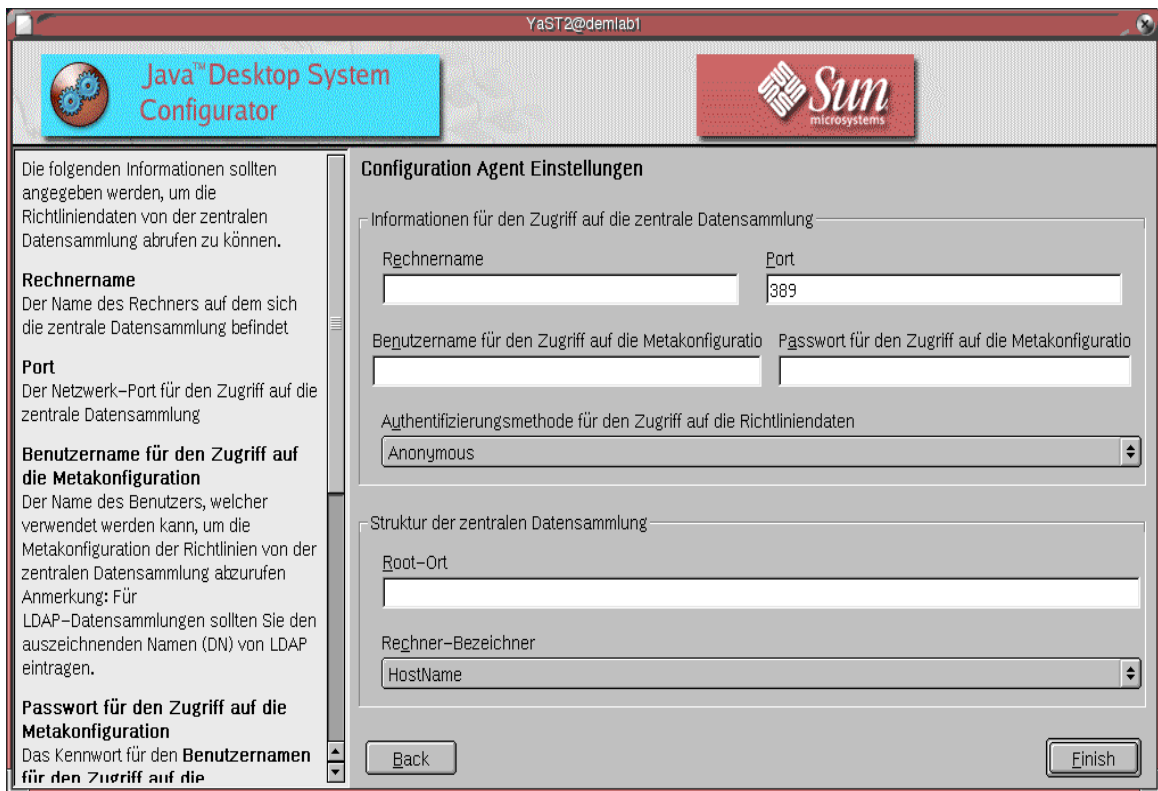 YaST2@demlab1
Java™ Desktop System
Configurator
Sun
microsystems
Die folgenden Informationen sollten
angegeben werden, um die
Richtliniendaten von der zentralen
Datensammlung abrufen zu können.
Rechnername
Der Name des Rechners auf dem sich
die zentrale Datensammlung befindet
Port
Der Netzwerk-Port für den Zugriff auf die
zentrale Datensammlung
Benutzername für den Zugriff auf
die Metakonfiguration
Der Name des Benutzers, welcher
verwendet werden kann, um die
Metakonfiguration der Richtlinien von der
zentralen Datensammlung abzurufen
Anmerkung: Für
LDAP-Datensammlungen sollten Sie den
auszeichnenden Namen (DN) von LDAP
eintragen.
Passwort für den Zugriff auf die
Metakonfiguration
Das Kennwort für den Benutzernamen
für den Zugriff auf die
Configuration Agent Einstellungen
Informationen für den Zugriff auf die zentrale Datensammlung
Rechnername
Port
389
Benutzername für den Zugriff auf die Metakonfiguratio
Passwort für den Zugriff auf die Metakonfiguratio
Authentifizierungsmethode für den Zugriff auf die Richtliniendaten
Anonymous
Struktur der zentralen Datensammlung
Root-Ort
Rechner-Bezeichner
HostName
Back
Finish